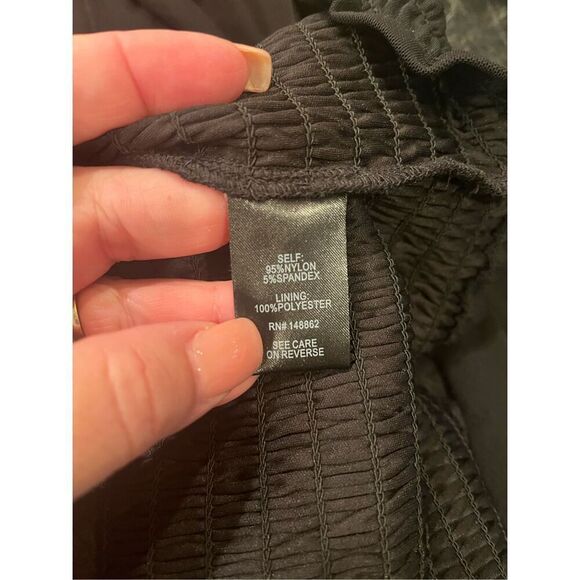 SELF:
95%NYLON
5%SPANDEX
LINING:
100%POLYESTER
RN# 148862
SEE CARE
ON REVERSE